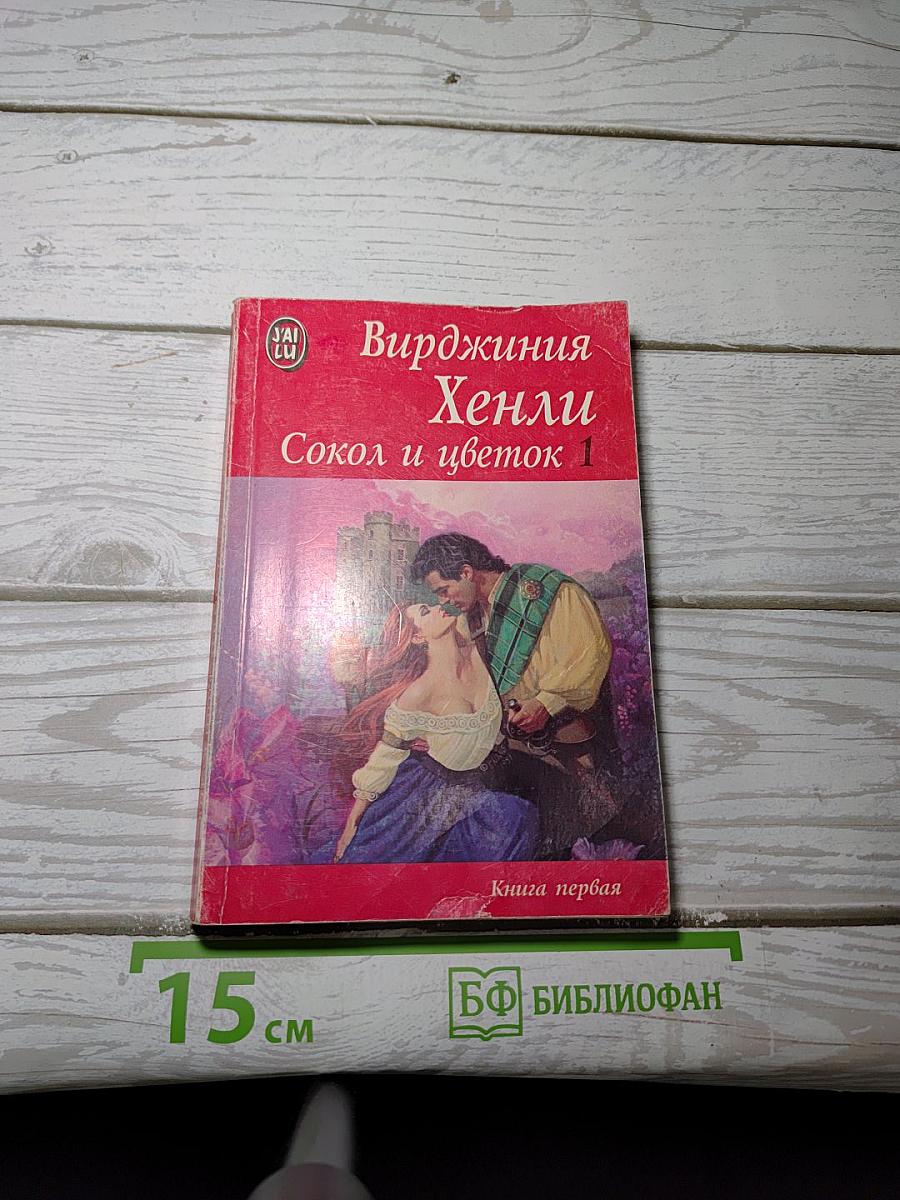 J'AI
LU
Вирджиния
Хенли
Сокол и цветок 1
Книга первая
15 см
БФ БИБЛИОФАН